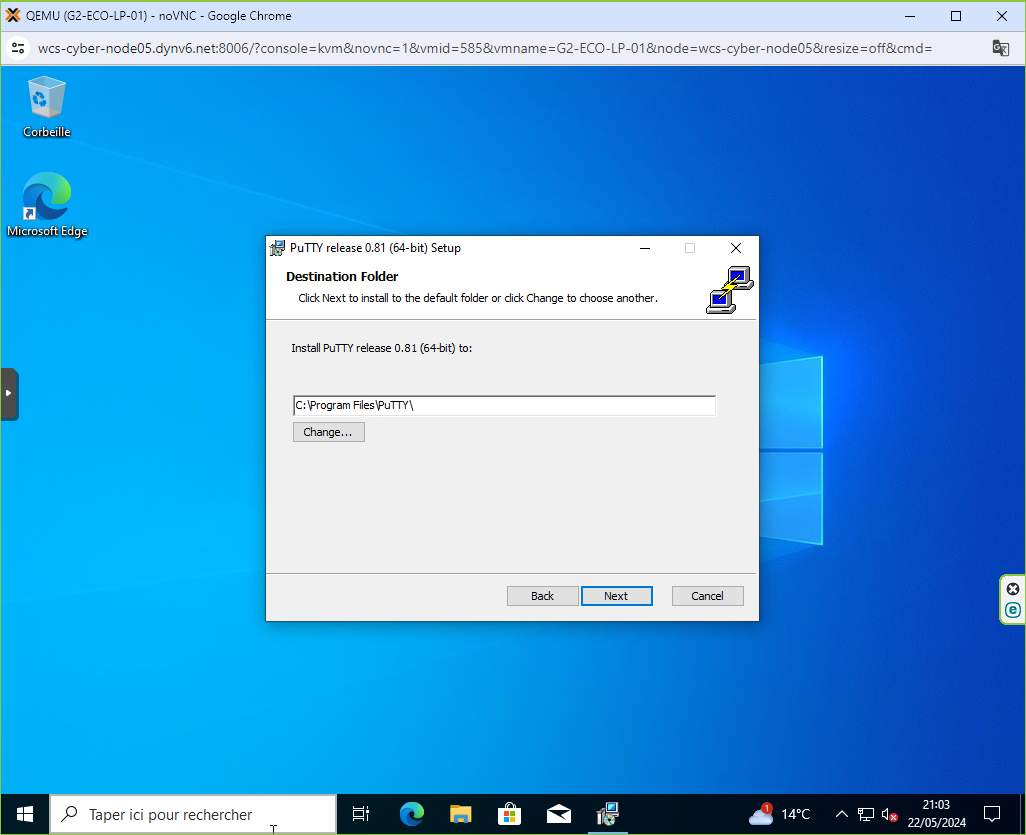 QEMU (G2-ECO-LP-01) - noVNC - Google Chrome
wcs-cyber-node05.dynv6.net:8006/?console=kvm&novnc=1&vmid=585&vmname=G2-ECO-LP-01&node=wcs-cyber-node05&resize=off&cmd=
Corbeille
Microsoft Edge
PuTTY release 0.81 (64-bit) Setup
Destination Folder
Click Next to install to the default folder or click Change to choose another.
Install PuTTY release 0.81 (64-bit) to:
C:\Program Files\PuTTY\
Change...
Back
Next
Cancel
Taper ici pour rechercher
1
14°C
21:03
22/05/2024